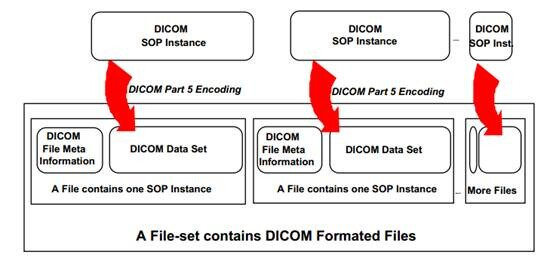 DICOM
SOP Instance
DICOM
SOP Instance
DICOM
SOP Inst.
DICOM Part 5 Encoding
DICOM Part 5 Encoding
DICOM
File Meta
Information
DICOM Data Set
A File contains one SOP Instance
DICOM
File Meta
Information
DICOM Data Set
A File contains one SOP Instance
More Files
A File-set contains DICOM Formated Files